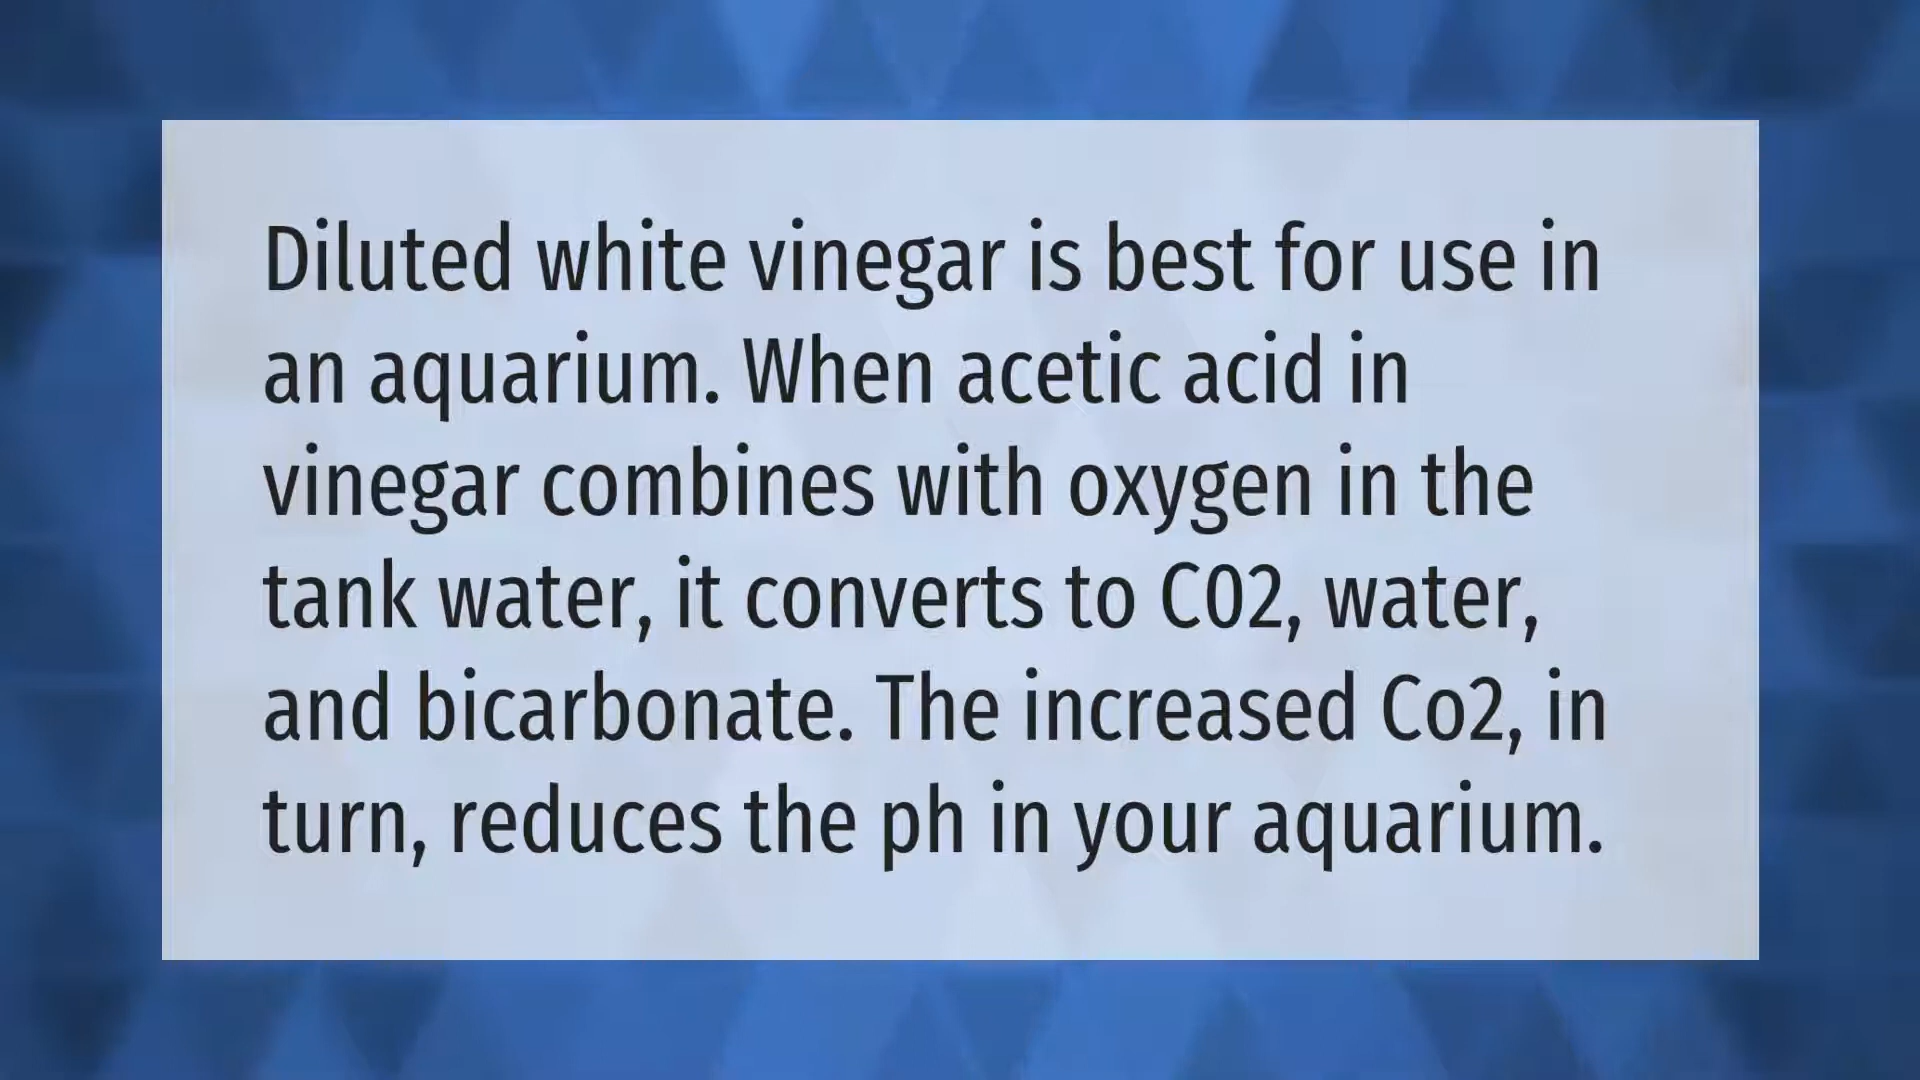 Diluted white vinegar is best for use in
an aquarium. When acetic acid in
vinegar combines with oxygen in the
tank water, it converts to C02, water,
and bicarbonate. The increased Co2, in
turn, reduces the ph in your aquarium.